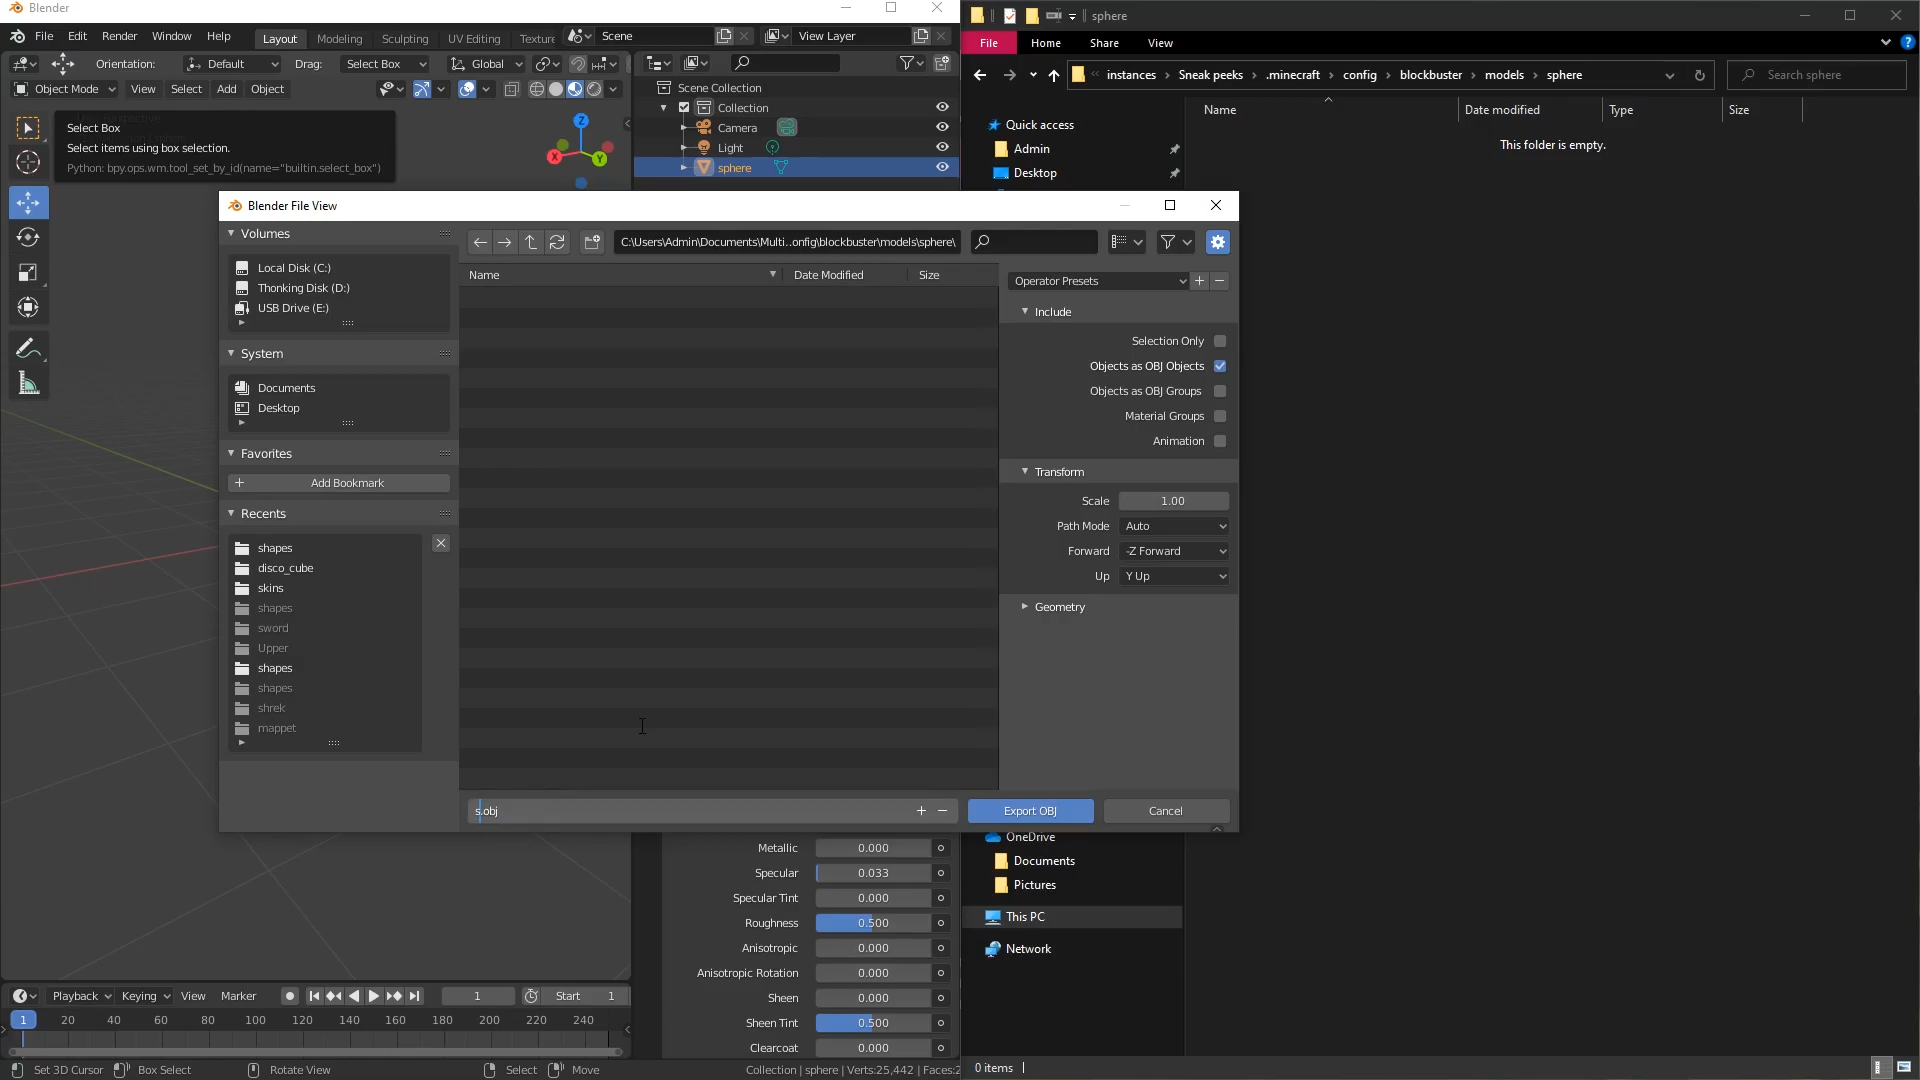 Blender
File Edit Render Window Help Layout Modeling Sculpting UV Editing Texture Scene View Layer
Orientation: Default Drag: Select Box Global
Object Mode View Select Add Object
Select Box
Select items using box selection.
Python: bpy.ops.wm.tool_set_by_id(name="builtin.select_box")
X
Y
Z
Scene Collection
Collection
Camera
Light
sphere
sphere
File Home Share View
instances Sneak peeks .minecraft config blockbuster models sphere
Search sphere
Name Date modified Type Size
This folder is empty.
Quick access
Admin
Desktop
Blender File View
Volumes
Local Disk (C:)
Thonking Disk (D:)
USB Drive (E:)
System
Documents
Desktop
Favorites
Add Bookmark
Recents
shapes
disco_cube
skins
shapes
sword
Upper
shapes
shapes
shrek
mappet
C:\Users\Admin\Documents\Multi..onfig\blockbuster\models\sphere\
Name Date Modified Size
s.obj
Operator Presets
Include
Selection Only
Objects as OBJ Objects
Objects as OBJ Groups
Material Groups
Animation
Transform
Scale 1.00
Path Mode Auto
Forward -Z Forward
Up Y Up
Geometry
Export OBJ Cancel
OneDrive
Documents
Pictures
This PC
Network
Metallic 0.000
Specular 0.033
Specular Tint 0.000
Roughness 0.500
Anisotropic 0.000
Anisotropic Rotation 0.000
Sheen 0.000
Sheen Tint 0.500
Clearcoat 0.000
Playback Keying View Marker 1 Start 1
1 20 40 60 80 100 120 140 160 180 200 220 240
Set 3D Cursor Box Select Rotate View Select Move Collection | sphere | Verts:25,442 | Faces:2
0 items